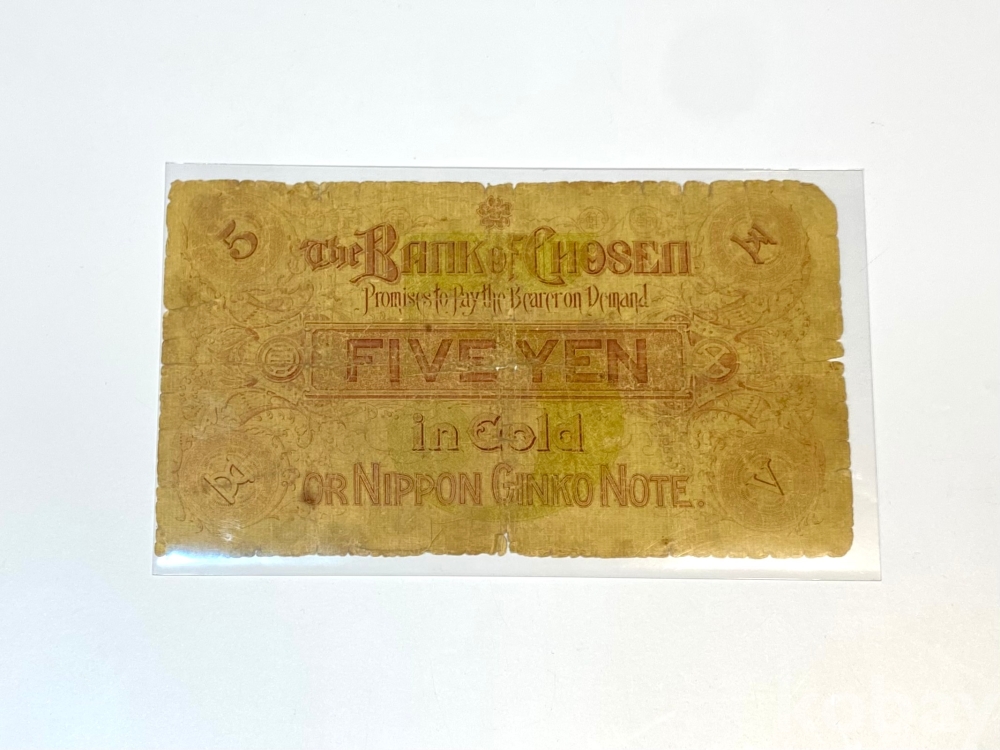 5
The BANK of CHOSEN
Promises to Pay the Bearer on Demand
FIVE YEN
in Gold
OR NIPPON GINKO NOTE.
V